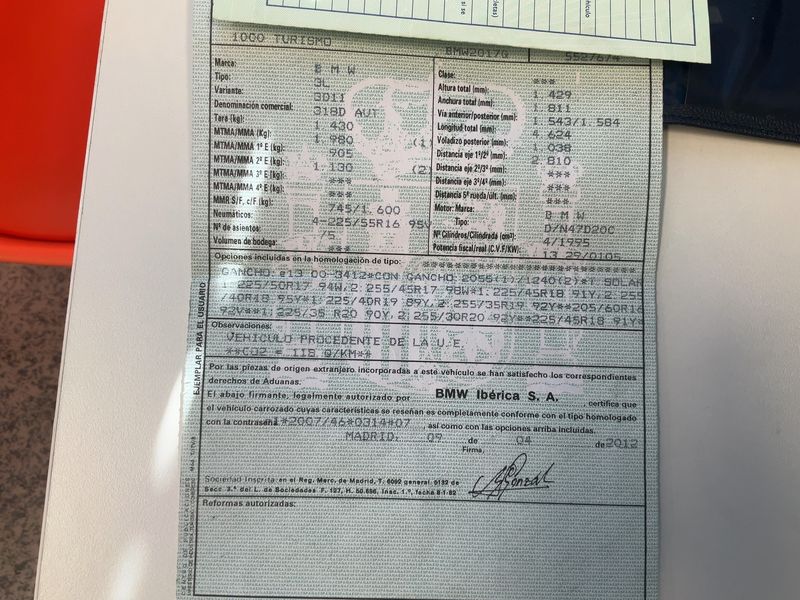 1000 TURISMO
BMW20170 552/674
Marca: B M W
Tipo: 3L
Variante: 3D11
Denominación comercial: 318D AUT
Tara (kg): 1.430
MTMA/MMA (Kg): 1.980 (1)
MTMA/MMA 1º E (kg): 905
MTMA/MMA 2º E (kg): 1.130 (2)
MTMA/MMA 3º E (kg): ***
MTMA/MMA 4º E (kg): ***
MMR S/F, c/F (kg): 745/1.600
Neumáticos: 4-225/55R16 95V
Nº de asientos: /5
Volumen de bodega: ***
Clase: ***
Altura total (mm): 1.429
Anchura total (mm): 1.811
Vía anterior/posterior (mm): 1.543/1.584
Longitud total (mm): 4.624
Voladizo posterior (mm): 1.038
Distancia eje 1º/2º (mm): 2.810
Distancia eje 2º/3º (mm): ***
Distancia eje 3º/4º (mm): ***
Distancia 5ª rueda/últ. (mm): ***
Motor: Marca: B M W
Tipo: D/N47D20C
Nº Cilindros/Cilindrada (cm³): 4/1995
Potencia fiscal/real (C.V.F/KW): 13,29/0105
Opciones incluidas en la homologación de tipo:
GANCHO: e13 00-3412*CON GANCHO 2055(1)/1240(2)*T.SOLAR
1:225/50R17 94W,2:255/45R17 98W*1:225/45R18 91Y,2:255
/40R18 95Y*1:225/40R19 89Y,2:255/35R19 92Y**205/60R16
92V**1:225/35 R20 90Y,2:255/30R20 92Y**225/45R18 91Y*
Observaciones:
VEHICULO PROCEDENTE DE LA U.E.
**CO2 = 118 G/KM**
Por las piezas de origen extranjero incorporadas a este vehículo se han satisfecho los correspondientes
derechos de Aduanas.
El abajo firmante, legalmente autorizado por BMW Ibérica S. A. certifica que
el vehículo carrozado cuyas características se reseñan es completamente conforme con el tipo homologado
con la contraseña e1*2007/46*0314*07 , así como con las opciones arriba incluidas.
MADRID, 09 de 04 de 2012
Firma,
Sociedad Inscrita: en el Reg. Merc. de Madrid, T. 6092 general 5132 de
Secc. 3.ª del L. de Sociedades F. 127, H. 50.656, Insc. 1.ª, fecha 8-1-82
Reformas autorizadas:
EJEMPLAR PARA EL USUARIO